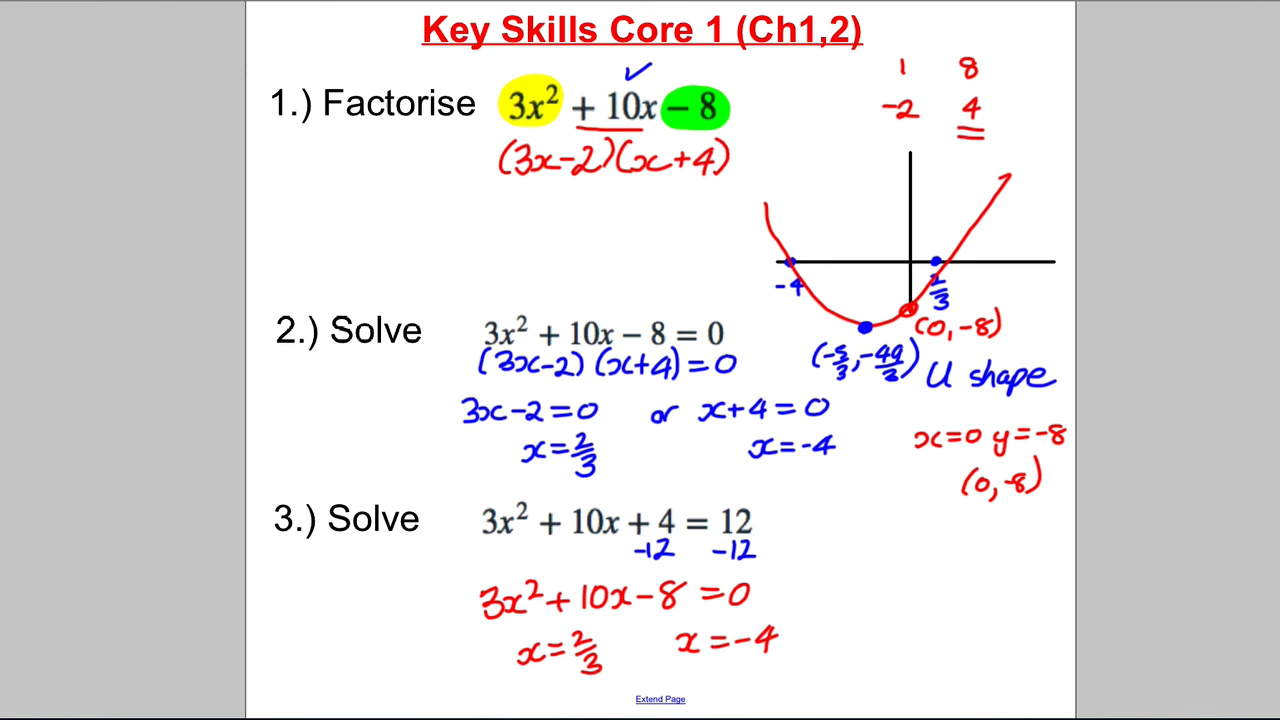 Key Skills Core 1 (Ch1,2)
1 8
-2 4
1.) Factorise 3x² + 10x − 8
(3x-2)(x+4)
-4
2/3
(0,-8)
(-5/3, -49/3)
U shape
x=0 y=-8
(0,-8)
2.) Solve 3x² + 10x − 8 = 0
(3x-2)(x+4)=0
3x-2=0 or x+4=0
x=2/3 x=-4
3.) Solve 3x² + 10x + 4 = 12
-12 -12
3x²+10x-8=0
x=2/3 x=-4
Extend Page